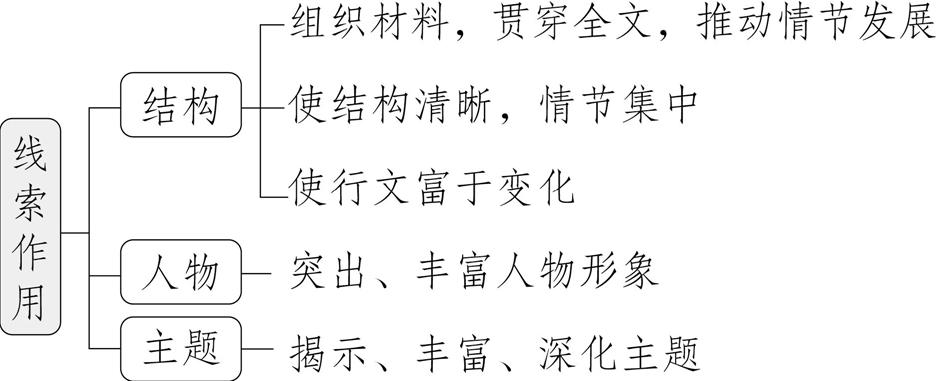 线索作用
结构
组织材料，贯穿全文，推动情节发展
使结构清晰，情节集中
使行文富于变化
人物
突出、丰富人物形象
主题
揭示、丰富、深化主题